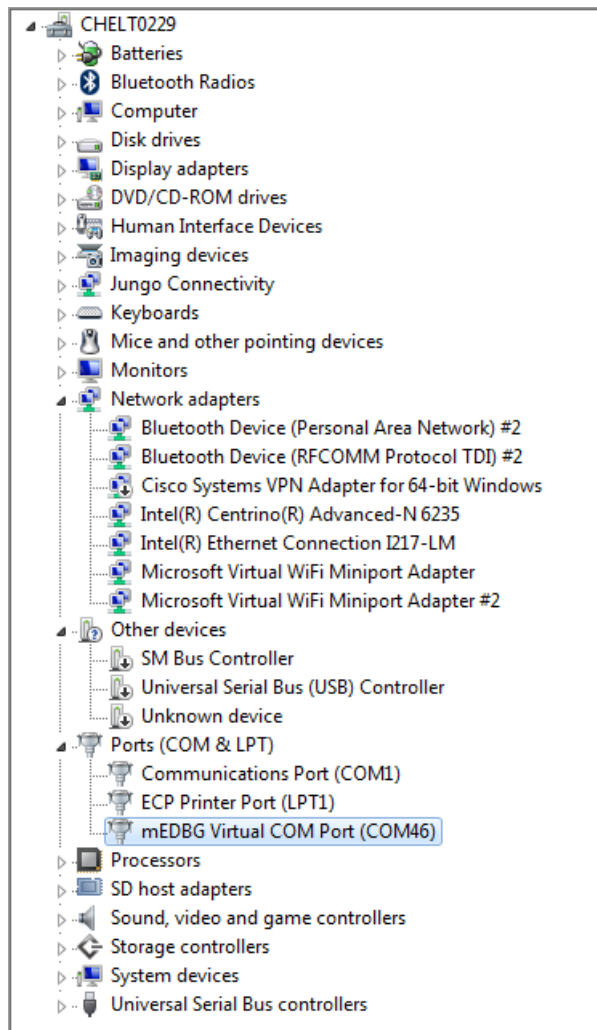 CHELT0229
Batteries
Bluetooth Radios
Computer
Disk drives
Display adapters
DVD/CD-ROM drives
Human Interface Devices
Imaging devices
Jungo Connectivity
Keyboards
Mice and other pointing devices
Monitors
Network adapters
Bluetooth Device (Personal Area Network) #2
Bluetooth Device (RFCOMM Protocol TDI) #2
Cisco Systems VPN Adapter for 64-bit Windows
Intel(R) Centrino(R) Advanced-N 6235
Intel(R) Ethernet Connection I217-LM
Microsoft Virtual WiFi Miniport Adapter
Microsoft Virtual WiFi Miniport Adapter #2
Other devices
SM Bus Controller
Universal Serial Bus (USB) Controller
Unknown device
Ports (COM & LPT)
Communications Port (COM1)
ECP Printer Port (LPT1)
mEDBG Virtual COM Port (COM46)
Processors
SD host adapters
Sound, video and game controllers
Storage controllers
System devices
Universal Serial Bus controllers